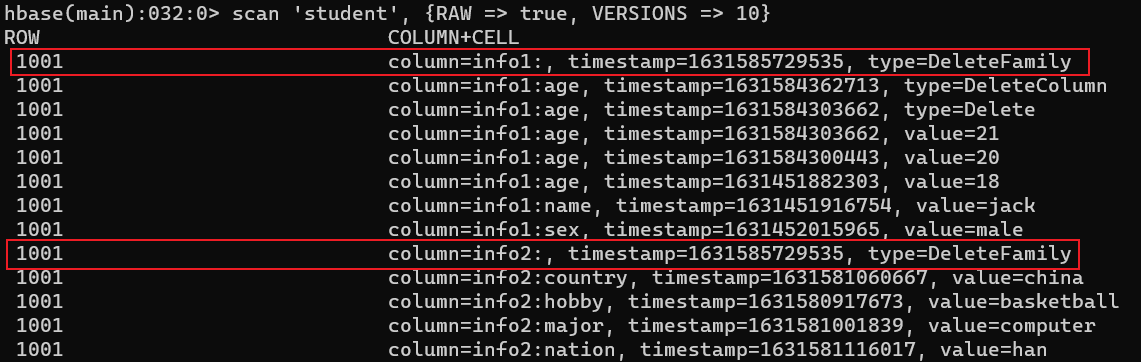 hbase(main):032:0> scan 'student', {RAW => true, VERSIONS => 10}
ROW COLUMN+CELL
1001 column=info1:, timestamp=1631585729535, type=DeleteFamily
1001 column=info1:age, timestamp=1631584362713, type=DeleteColumn
1001 column=info1:age, timestamp=1631584303662, type=Delete
1001 column=info1:age, timestamp=1631584303662, value=21
1001 column=info1:age, timestamp=1631584300443, value=20
1001 column=info1:age, timestamp=1631451882303, value=18
1001 column=info1:name, timestamp=1631451916754, value=jack
1001 column=info1:sex, timestamp=1631452015965, value=male
1001 column=info2:, timestamp=1631585729535, type=DeleteFamily
1001 column=info2:country, timestamp=1631581060667, value=china
1001 column=info2:hobby, timestamp=1631580917673, value=basketball
1001 column=info2:major, timestamp=1631581001839, value=computer
1001 column=info2:nation, timestamp=1631581116017, value=han